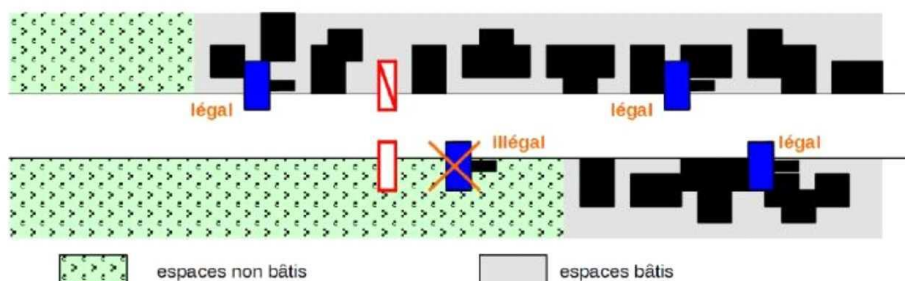 légal
légal
illégal
légal
espaces non bâtis
espaces bâtis